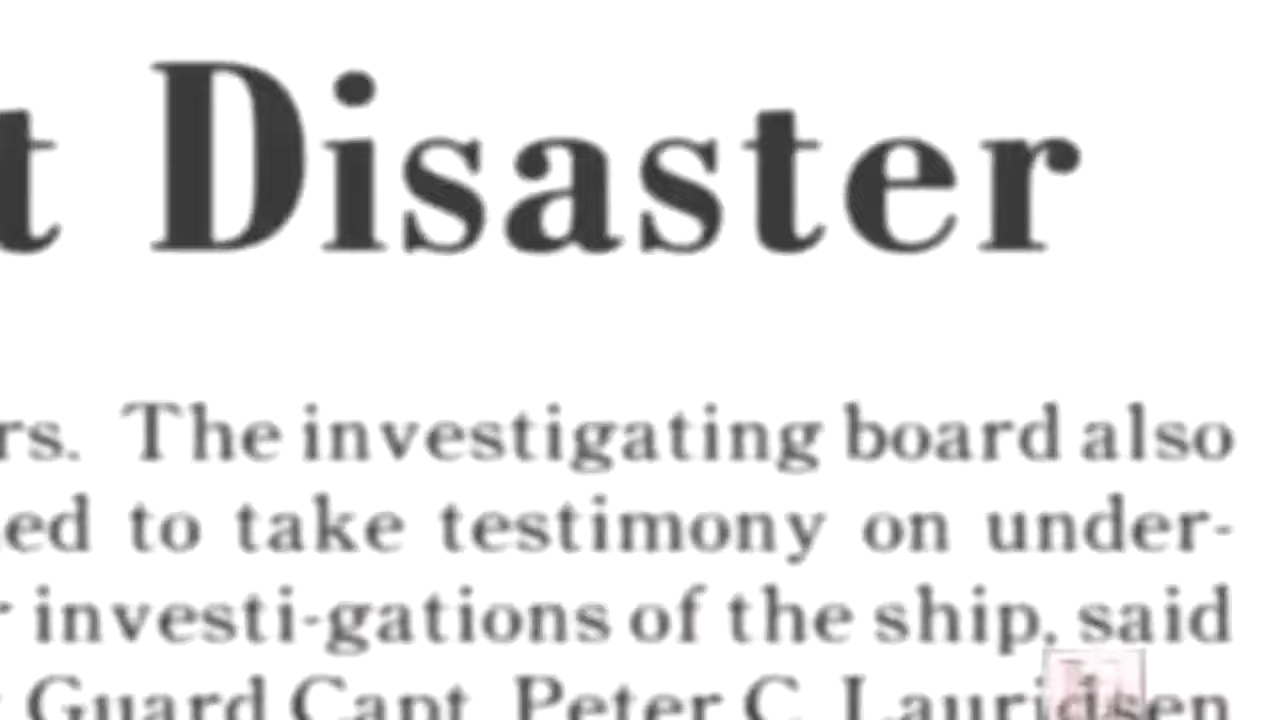 t Disaster
rs. The investigating board also
ed to take testimony on under-
r investi-gations of the ship, said
Guard Capt. Peter C. Lauridsen